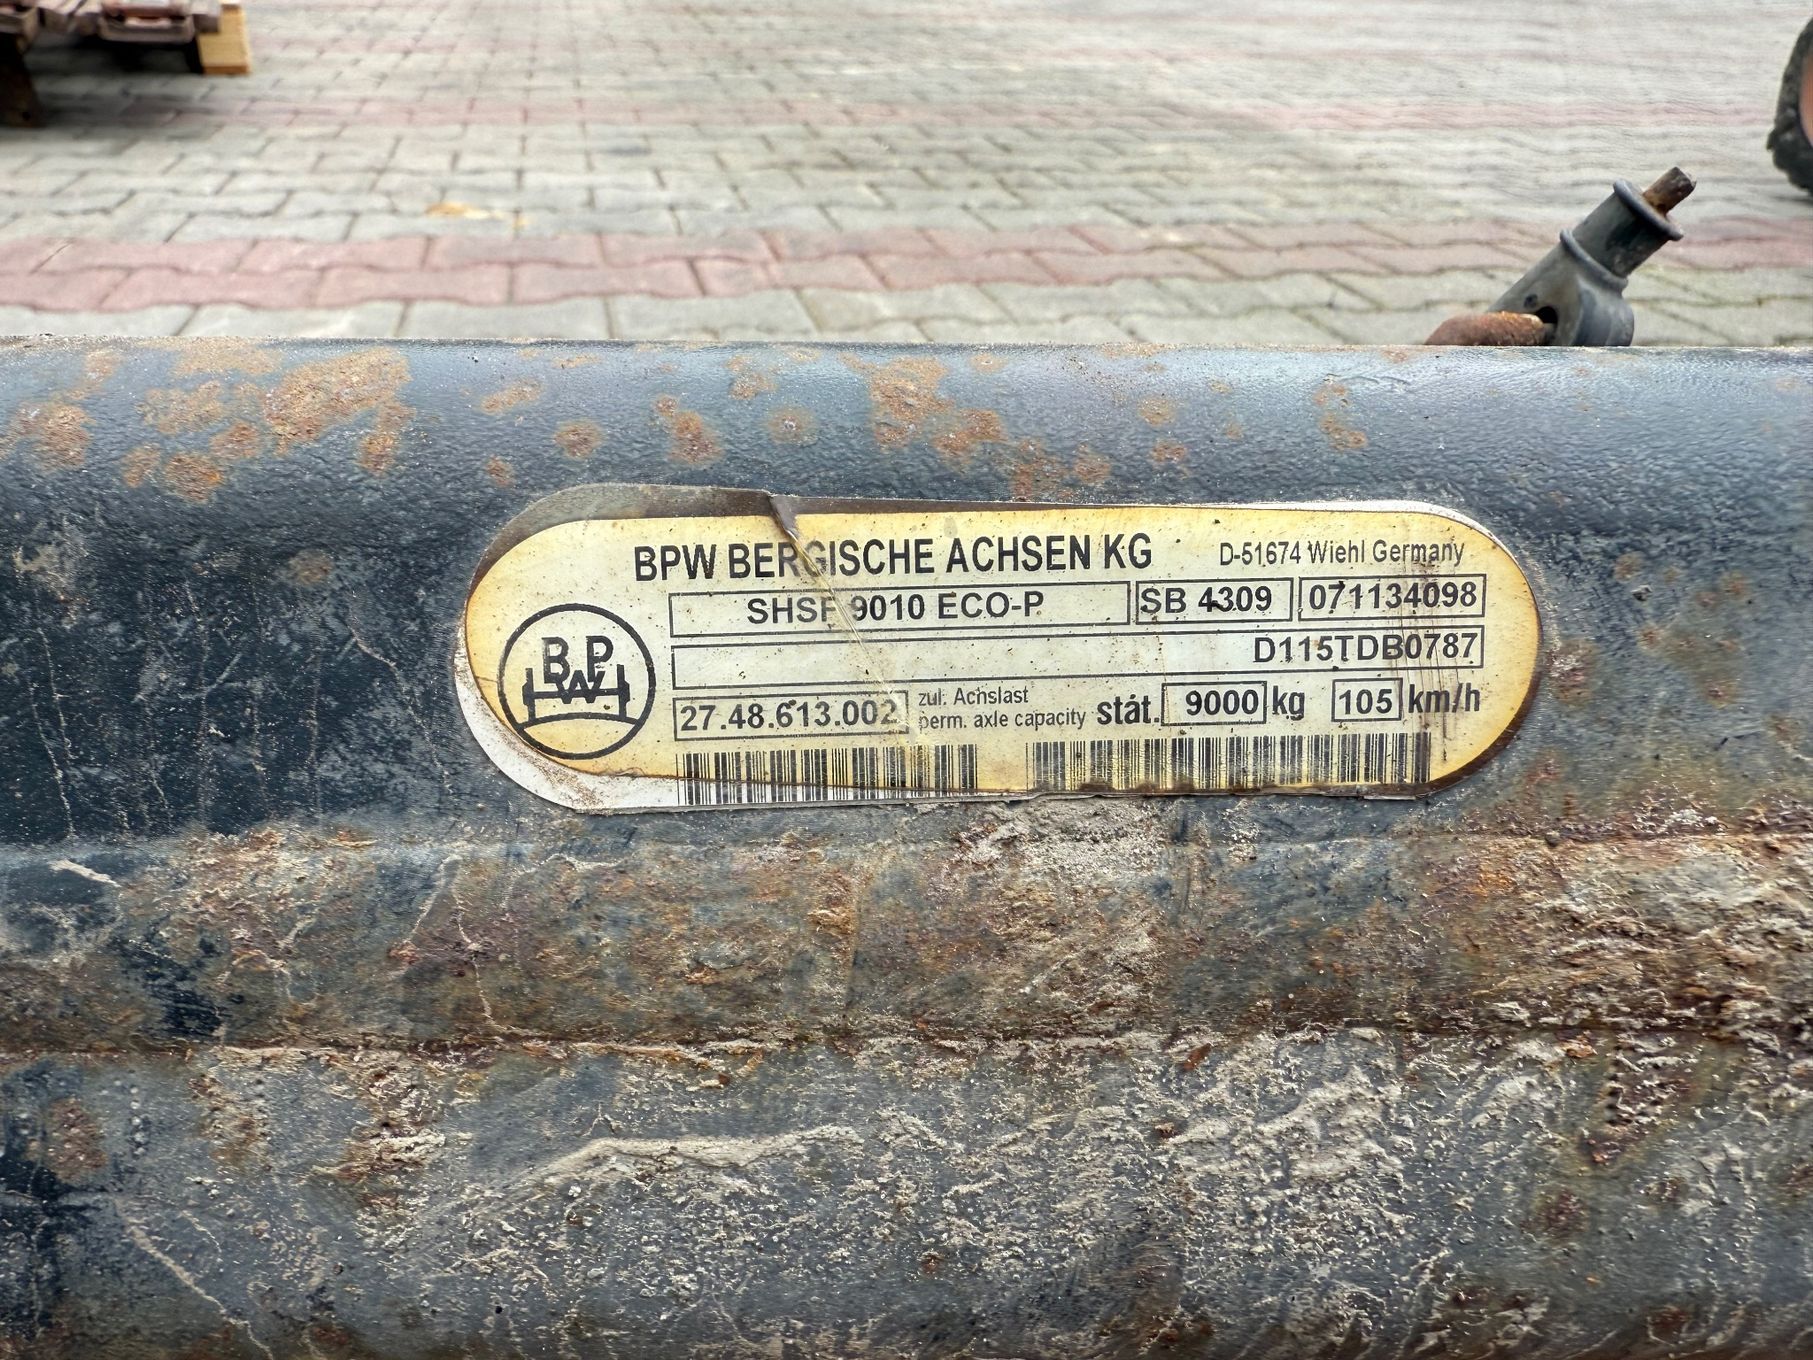 BPW BERGISCHE ACHSEN KG D-51674 Wiehl Germany
SHSF 9010 ECO-P SB 4309 071134098
BPW
D115TDB0787
27.48.613.002 zul. Achslast perm. axle capacity stat. 9000 kg 105 km/h